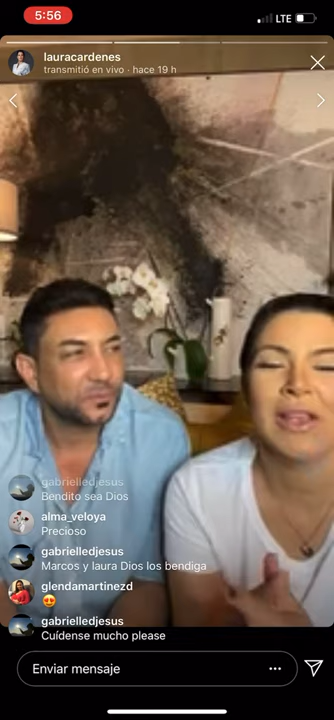 5:56
LTE
lauracardenes
transmitió en vivo · hace 19 h
gabrielledjesus
Bendito sea Dios
alma_veloya
Precioso
gabrielledjesus
Marcos y laura Dios los bendiga
glendamartinezd
😍
gabrielledjesus
Cuídense mucho please
Enviar mensaje